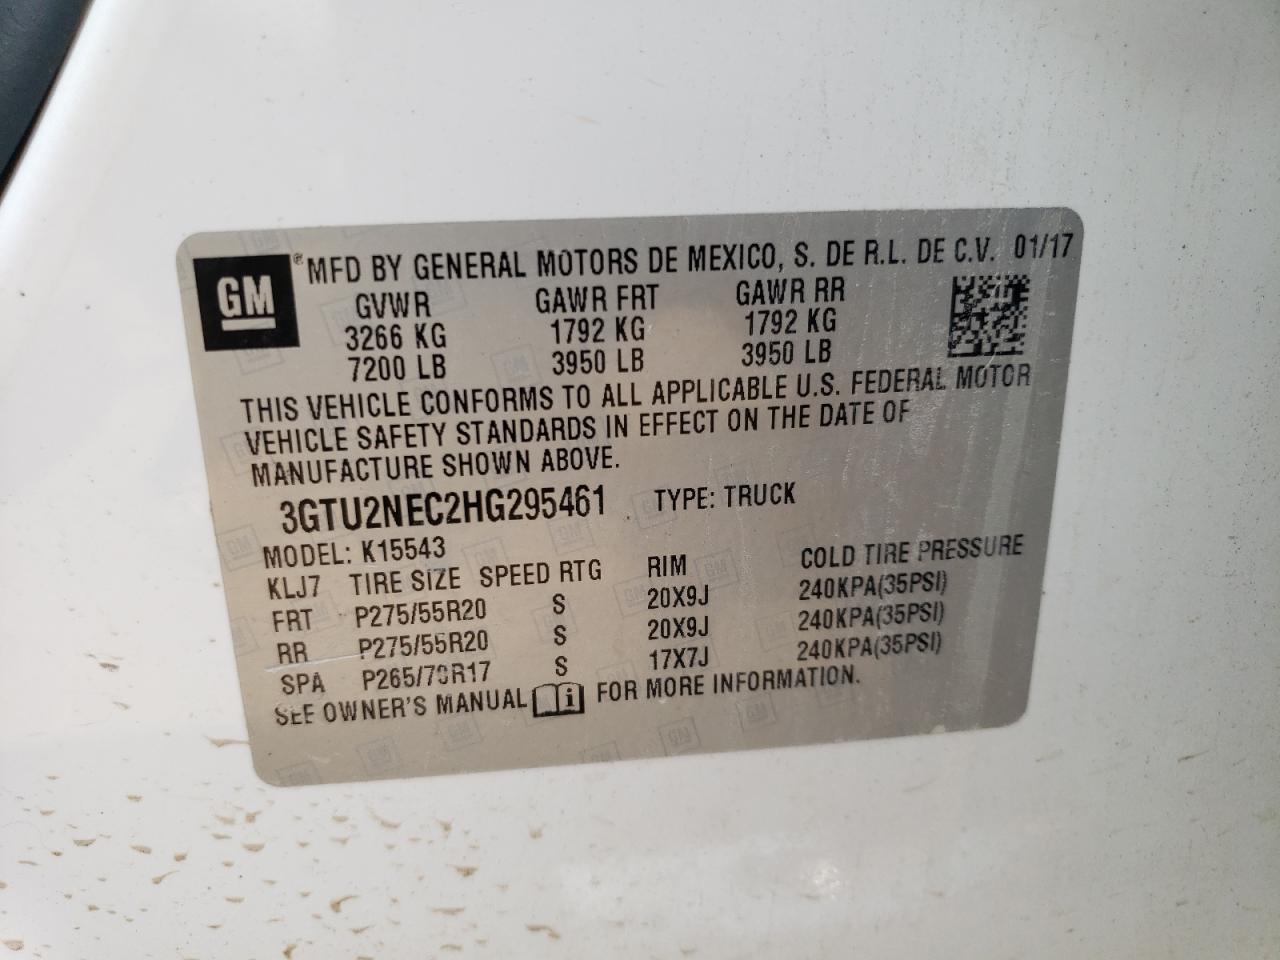 GM ® MFD BY GENERAL MOTORS DE MEXICO, S. DE R.L. DE C.V. 01/17
GVWR GAWR FRT GAWR RR
3266 KG 1792 KG 1792 KG
7200 LB 3950 LB 3950 LB
THIS VEHICLE CONFORMS TO ALL APPLICABLE U.S. FEDERAL MOTOR
VEHICLE SAFETY STANDARDS IN EFFECT ON THE DATE OF
MANUFACTURE SHOWN ABOVE.
3GTU2NEC2HG295461 TYPE: TRUCK
MODEL: K15543
KLJ7 TIRE SIZE SPEED RTG RIM COLD TIRE PRESSURE
FRT P275/55R20 S 20X9J 240KPA(35PSI)
RR P275/55R20 S 20X9J 240KPA(35PSI)
SPA P265/70R17 S 17X7J 240KPA(35PSI)
SEE OWNER'S MANUAL i FOR MORE INFORMATION.